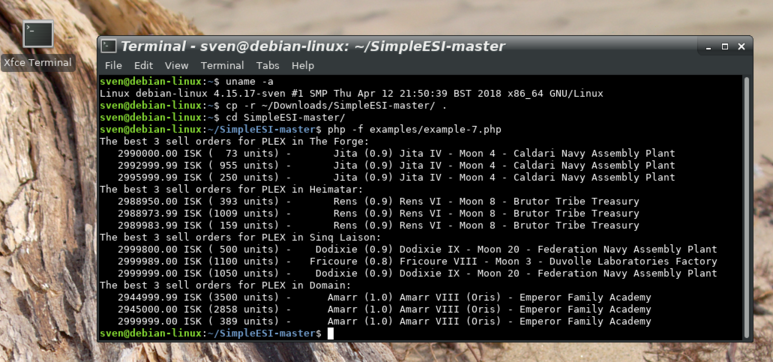 Xfce Terminal
Terminal - sven@debian-linux: ~/SimpleESI-master
File Edit View Terminal Tabs Help
sven@debian-linux:~$ uname -a
Linux debian-linux 4.15.17-sven #1 SMP Thu Apr 12 21:50:39 BST 2018 x86_64 GNU/Linux
sven@debian-linux:~$ cp -r ~/Downloads/SimpleESI-master/ .
sven@debian-linux:~$ cd SimpleESI-master/
sven@debian-linux:~/SimpleESI-master$ php -f examples/example-7.php
The best 3 sell orders for PLEX in The Forge:
   2990000.00 ISK (  73 units) -       Jita (0.9) Jita IV - Moon 4 - Caldari Navy Assembly Plant
   2992999.99 ISK ( 955 units) -       Jita (0.9) Jita IV - Moon 4 - Caldari Navy Assembly Plant
   2995999.99 ISK ( 250 units) -       Jita (0.9) Jita IV - Moon 4 - Caldari Navy Assembly Plant
The best 3 sell orders for PLEX in Heimatar:
   2988950.00 ISK ( 393 units) -       Rens (0.9) Rens VI - Moon 8 - Brutor Tribe Treasury
   2988973.99 ISK (1009 units) -       Rens (0.9) Rens VI - Moon 8 - Brutor Tribe Treasury
   2989983.99 ISK ( 159 units) -       Rens (0.9) Rens VI - Moon 8 - Brutor Tribe Treasury
The best 3 sell orders for PLEX in Sinq Laison:
   2999800.00 ISK ( 500 units) -    Dodixie (0.9) Dodixie IX - Moon 20 - Federation Navy Assembly Plant
   2999989.00 ISK (1100 units) -   Fricoure (0.8) Fricoure VIII - Moon 3 - Duvolle Laboratories Factory
   2999999.00 ISK (1050 units) -    Dodixie (0.9) Dodixie IX - Moon 20 - Federation Navy Assembly Plant
The best 3 sell orders for PLEX in Domain:
   2944999.99 ISK (3500 units) -      Amarr (1.0) Amarr VIII (Oris) - Emperor Family Academy
   2945000.00 ISK (2858 units) -      Amarr (1.0) Amarr VIII (Oris) - Emperor Family Academy
   2999999.00 ISK ( 389 units) -      Amarr (1.0) Amarr VIII (Oris) - Emperor Family Academy
sven@debian-linux:~/SimpleESI-master$